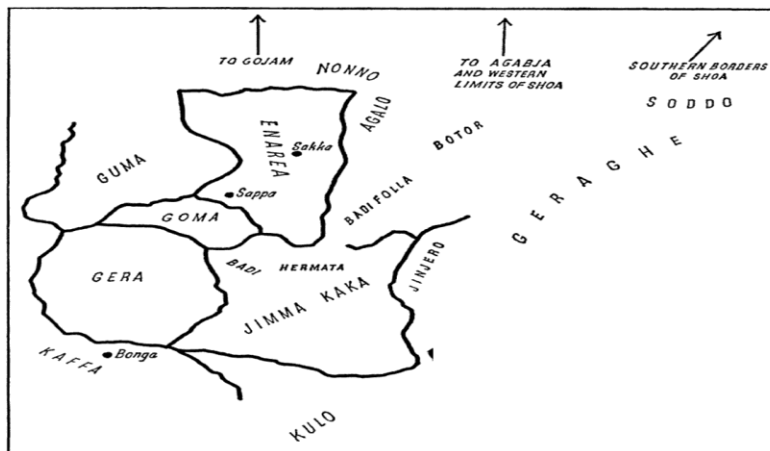 TO GOJAM
NONNO
TO AGABJA
AND WESTERN
LIMITS OF SHOA
SOUTHERN BORDERS
OF SHOA
SODDO
AGALO
ENAREA
Sakka
BOTOR
GUMA
GERAGHE
Sappa
BADIFOLLA
GOMA
BADI
HERMATA
JINJERO
GERA
JIMMA KAKA
KAFFA
Bonga
KULO